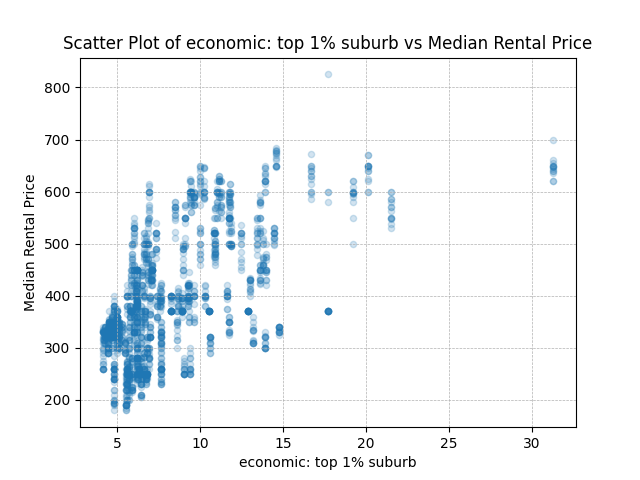 Scatter Plot of economic: top 1% suburb vs Median Rental Price
800
700
600
500
400
300
200
Median Rental Price
5 10 15 20 25 30
economic: top 1% suburb